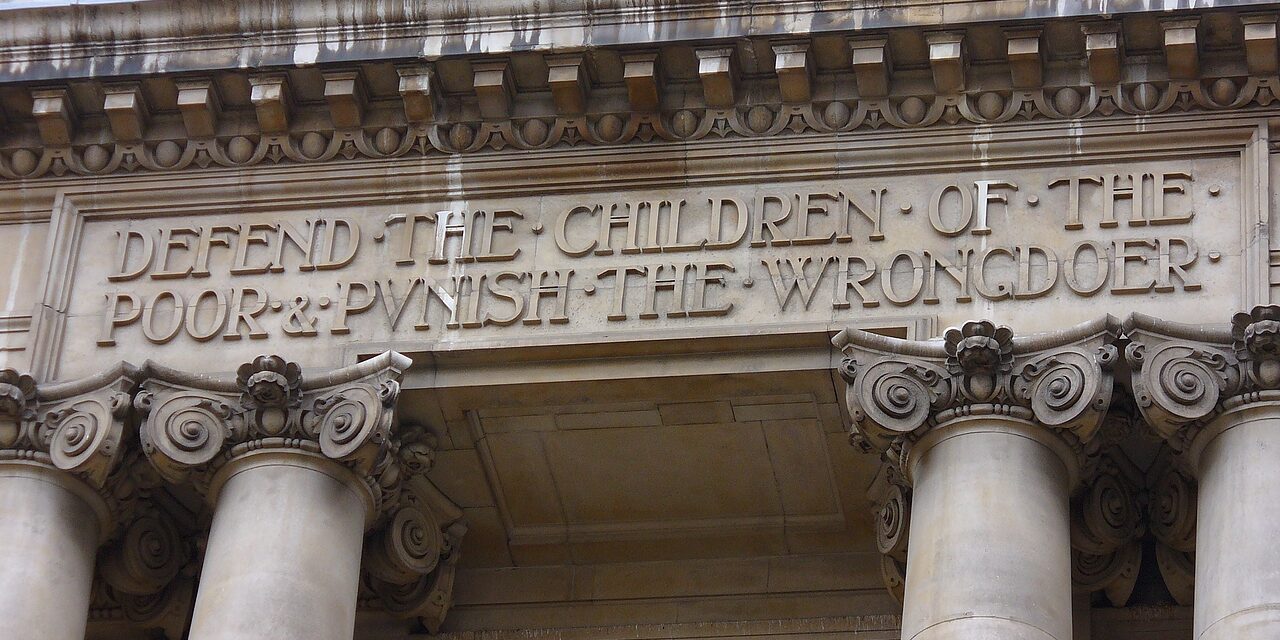 DEFEND · THE · CHILDREN · OF · THE ·
POOR · & · PVNISH · THE · WRONGDOER ·